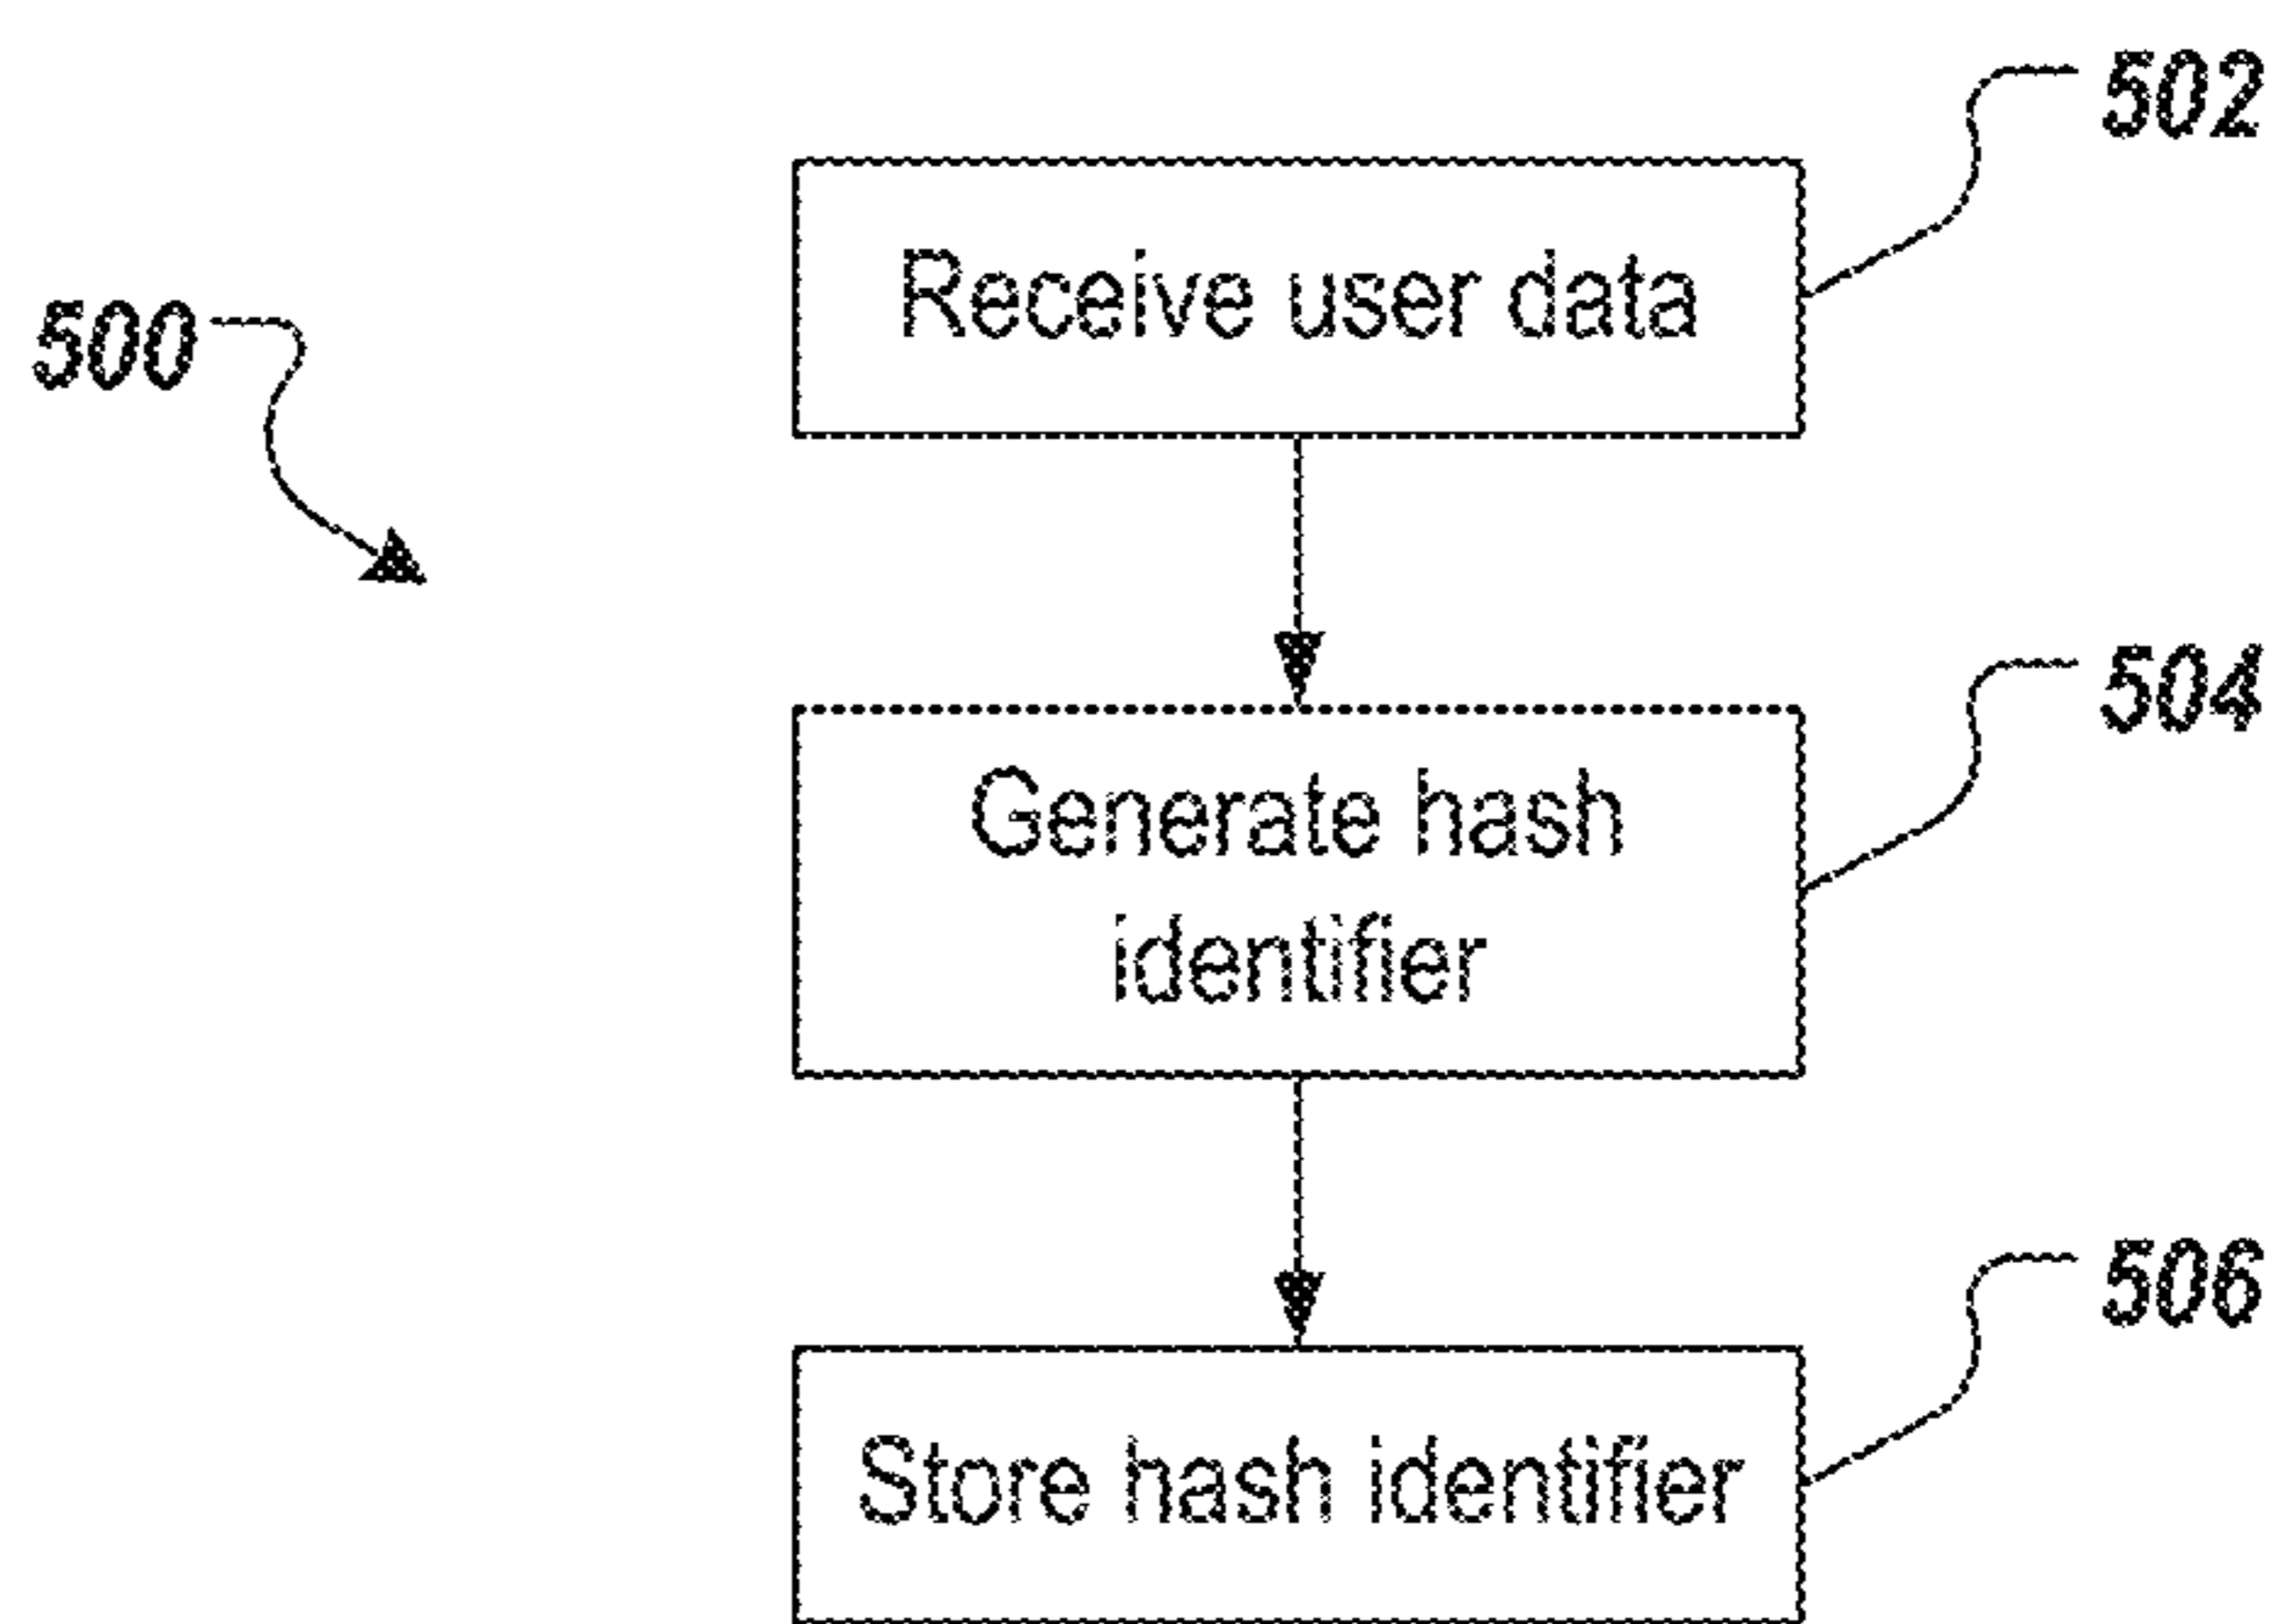 502
Receive user data
500
504
Generate hash
identifier
506
Store hash identifier